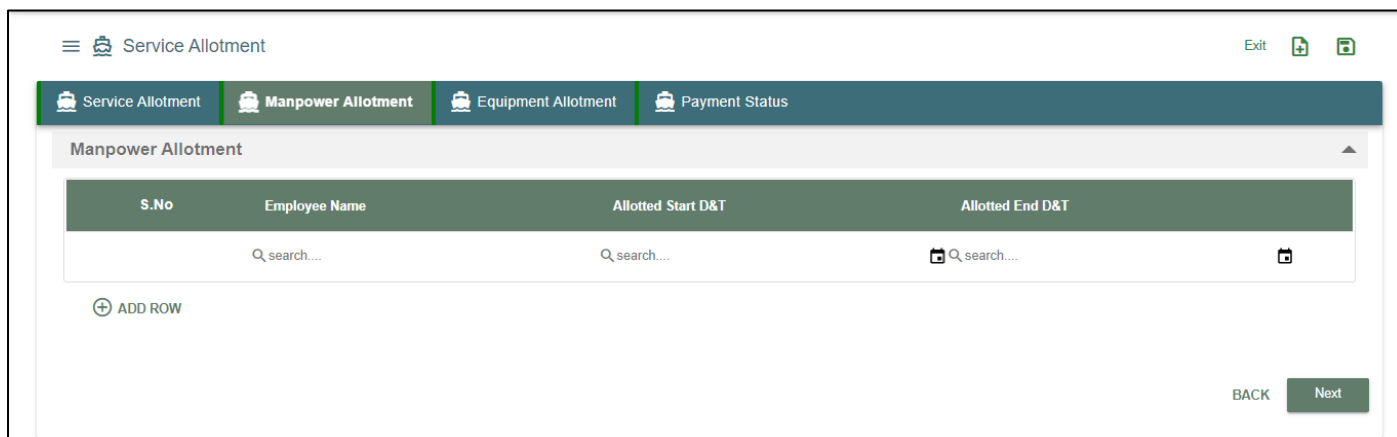 Service Allotment Exit
Service Allotment Manpower Allotment Equipment Allotment Payment Status
Manpower Allotment
S.No Employee Name Allotted Start D&T Allotted End D&T
search.... search.... search....
ADD ROW
BACK Next